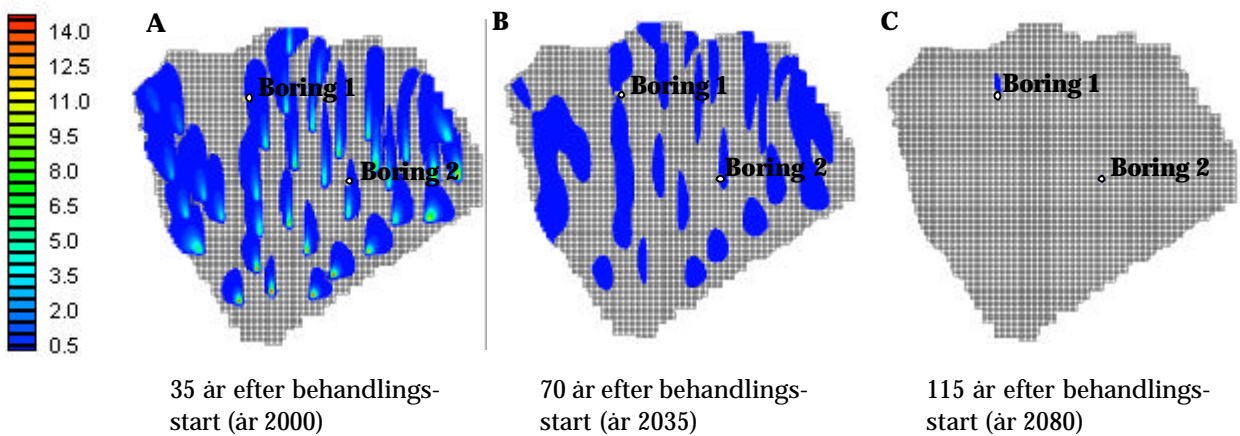 14.0
12.5
11.0
9.5
8.0
6.5
5.0
3.5
2.0
0.5
A
Boring 1
Boring 2
B
Boring 1
Boring 2
C
Boring 1
Boring 2
35 år efter behandlings-
start (år 2000)
70 år efter behandlings-
start (år 2035)
115 år efter behandlings-
start (år 2080)